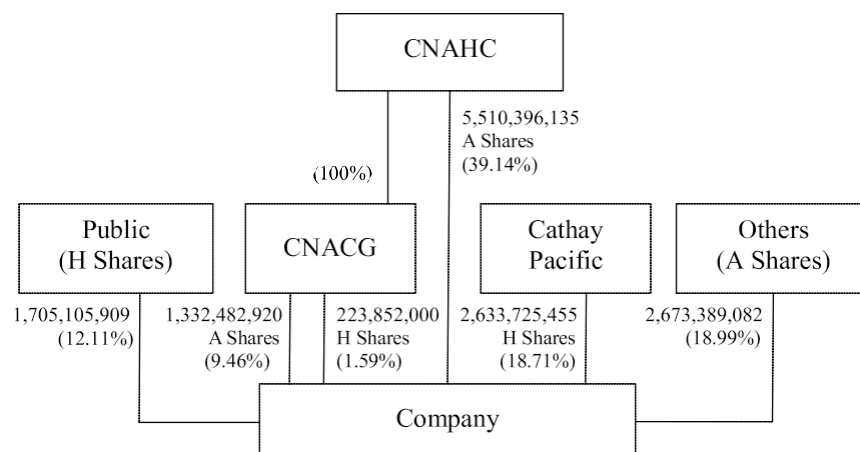 CNAHC
5,510,396,135
A Shares
(39.14%)
(100%)
Public
(H Shares)
CNACG
Cathay
Pacific
Others
(A Shares)
1,705,105,909
(12.11%)
1,332,482,920
A Shares
(9.46%)
223,852,000
H Shares
(1.59%)
2,633,725,455
H Shares
(18.71%)
2,673,389,082
(18.99%)
Company